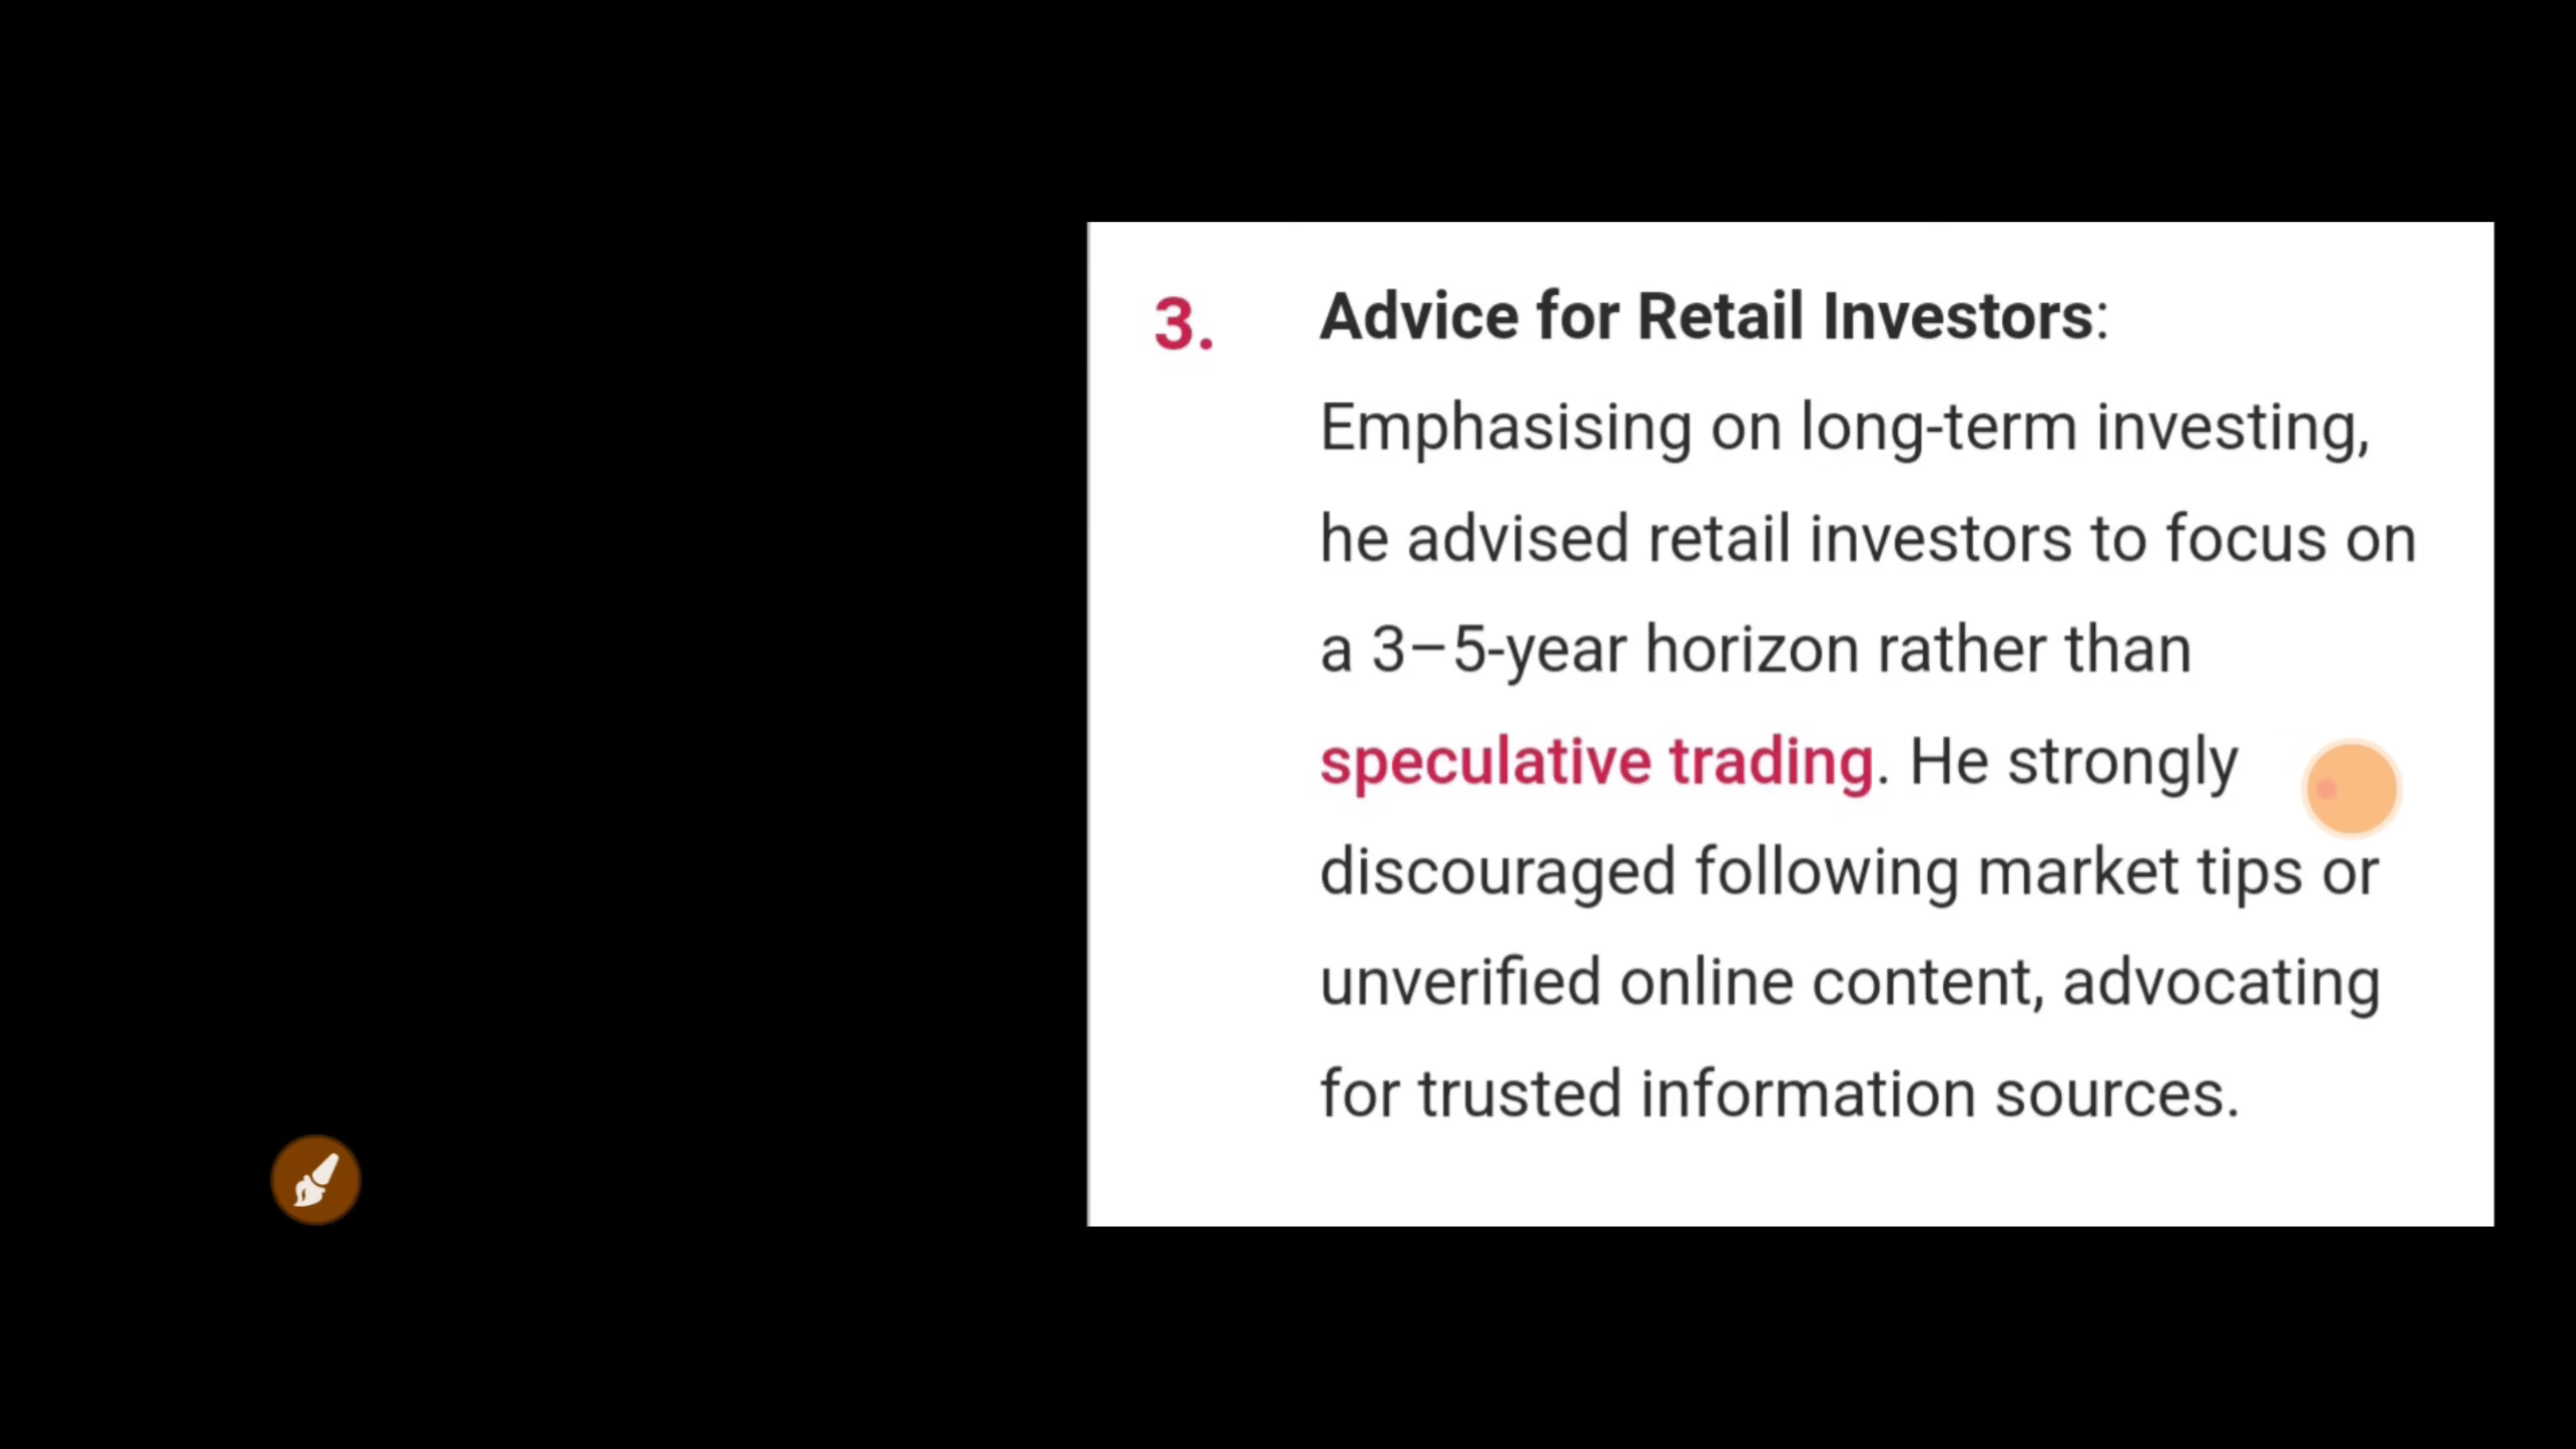 3. Advice for Retail Investors:
Emphasising on long-term investing,
he advised retail investors to focus on
a 3–5-year horizon rather than
speculative trading. He strongly
discouraged following market tips or
unverified online content, advocating
for trusted information sources.